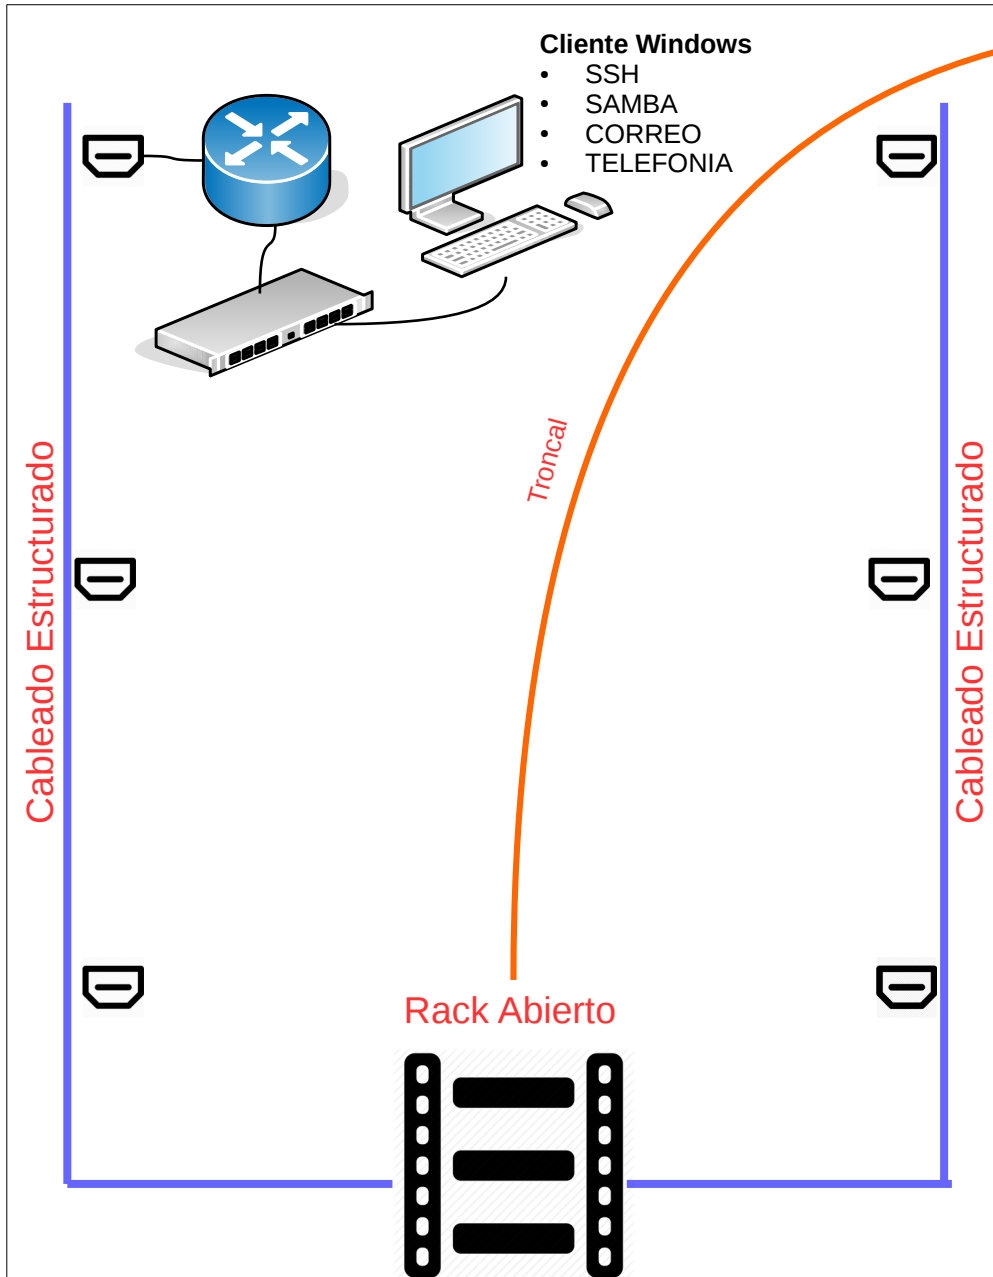 Cliente Windows
• SSH
• SAMBA
• CORREO
• TELEFONIA
Troncal
Cableado Estructurado
Cableado Estructurado
Rack Abierto